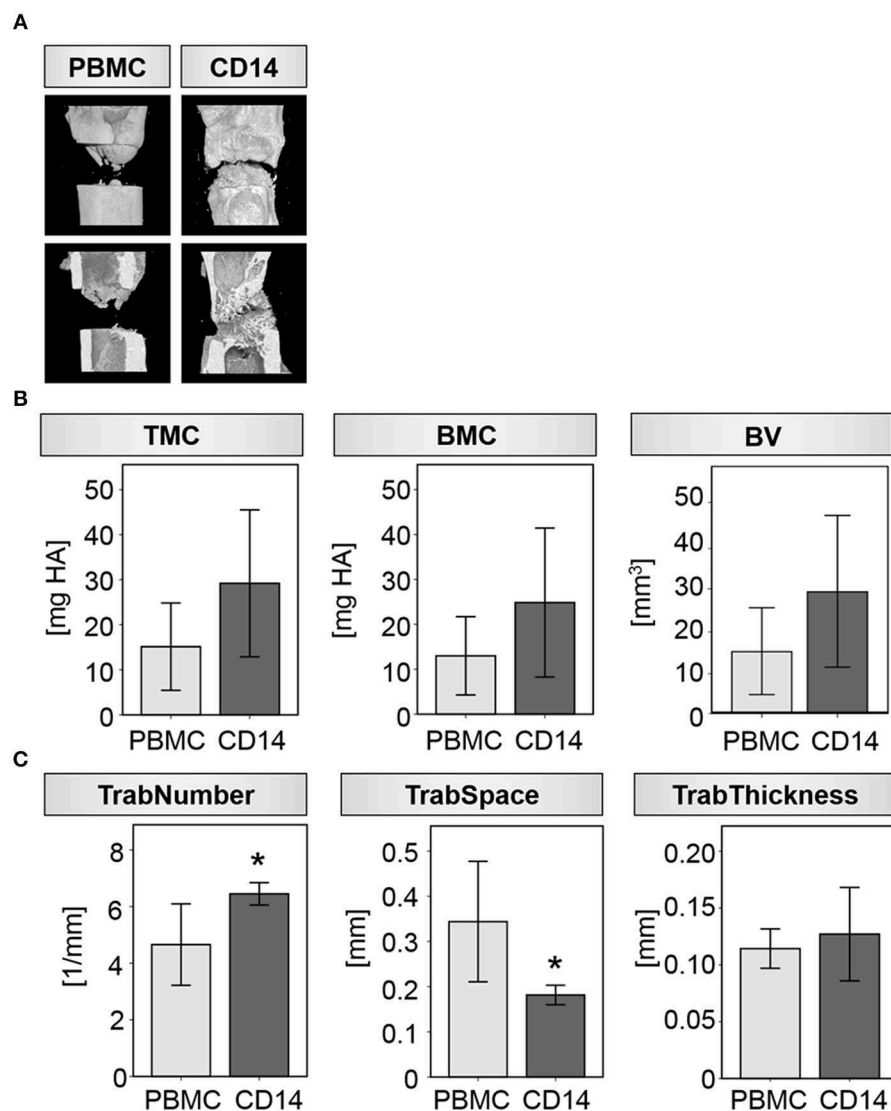 A
PBMC CD14
B
TMC BMC BV
[mg HA] 50 40 30 20 10 0 [mg HA] 50 40 30 20 10 0 [mm³] 50 40 30 20 10 0
PBMC CD14 PBMC CD14 PBMC CD14
C
TrabNumber TrabSpace TrabThickness
[1/mm] 8 6 4 2 0 * [mm] 0.5 0.4 0.3 0.2 0.1 0 * [mm] 0.20 0.15 0.10 0.05 0
PBMC CD14 PBMC CD14 PBMC CD14